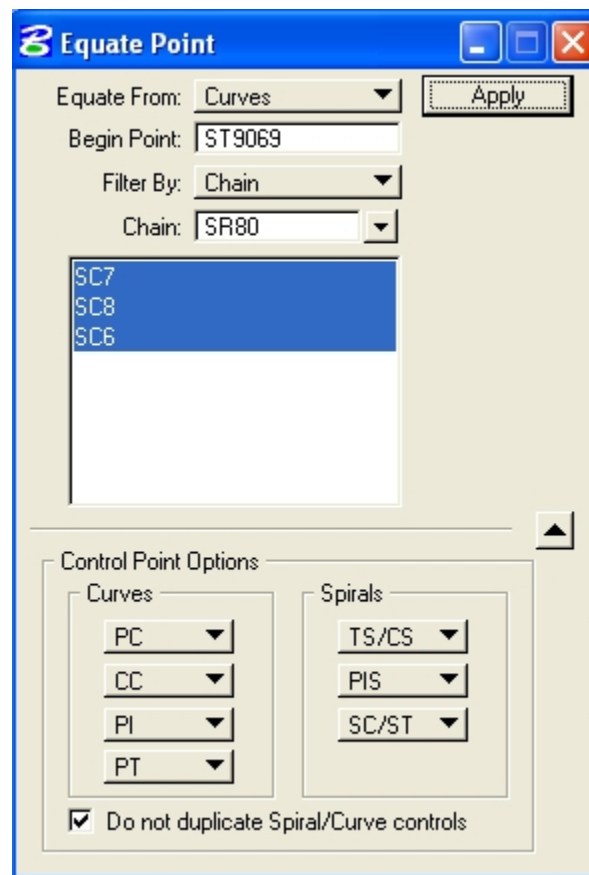 Equate Point
Equate From: Curves Apply
Begin Point: ST9069
Filter By: Chain
Chain: SR80
SC7
SC8
SC6
Control Point Options
Curves Spirals
PC TS/CS
CC PIS
PI SC/ST
PT
Do not duplicate Spiral/Curve controls